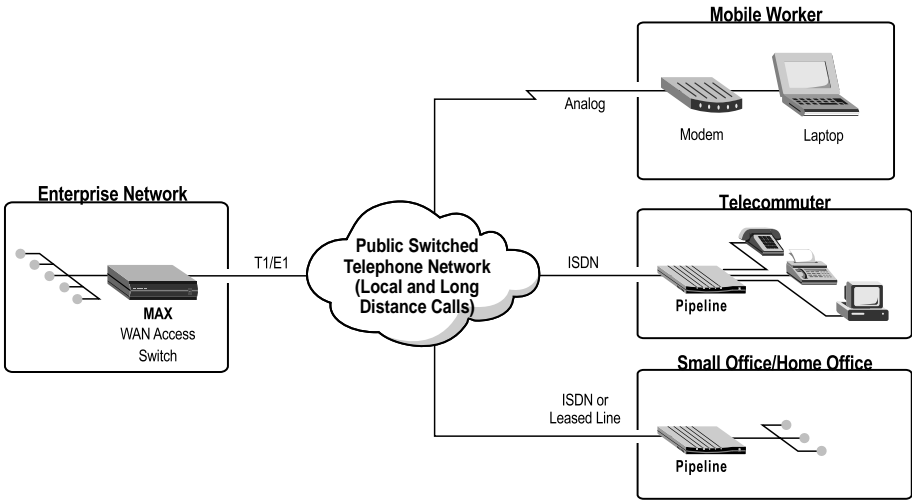 Mobile Worker
Analog
Modem
Laptop
Enterprise Network
MAX
WAN Access
Switch
T1/E1
Public Switched
Telephone Network
(Local and Long
Distance Calls)
ISDN
Telecommuter
Pipeline
ISDN or
Leased Line
Small Office/Home Office
Pipeline